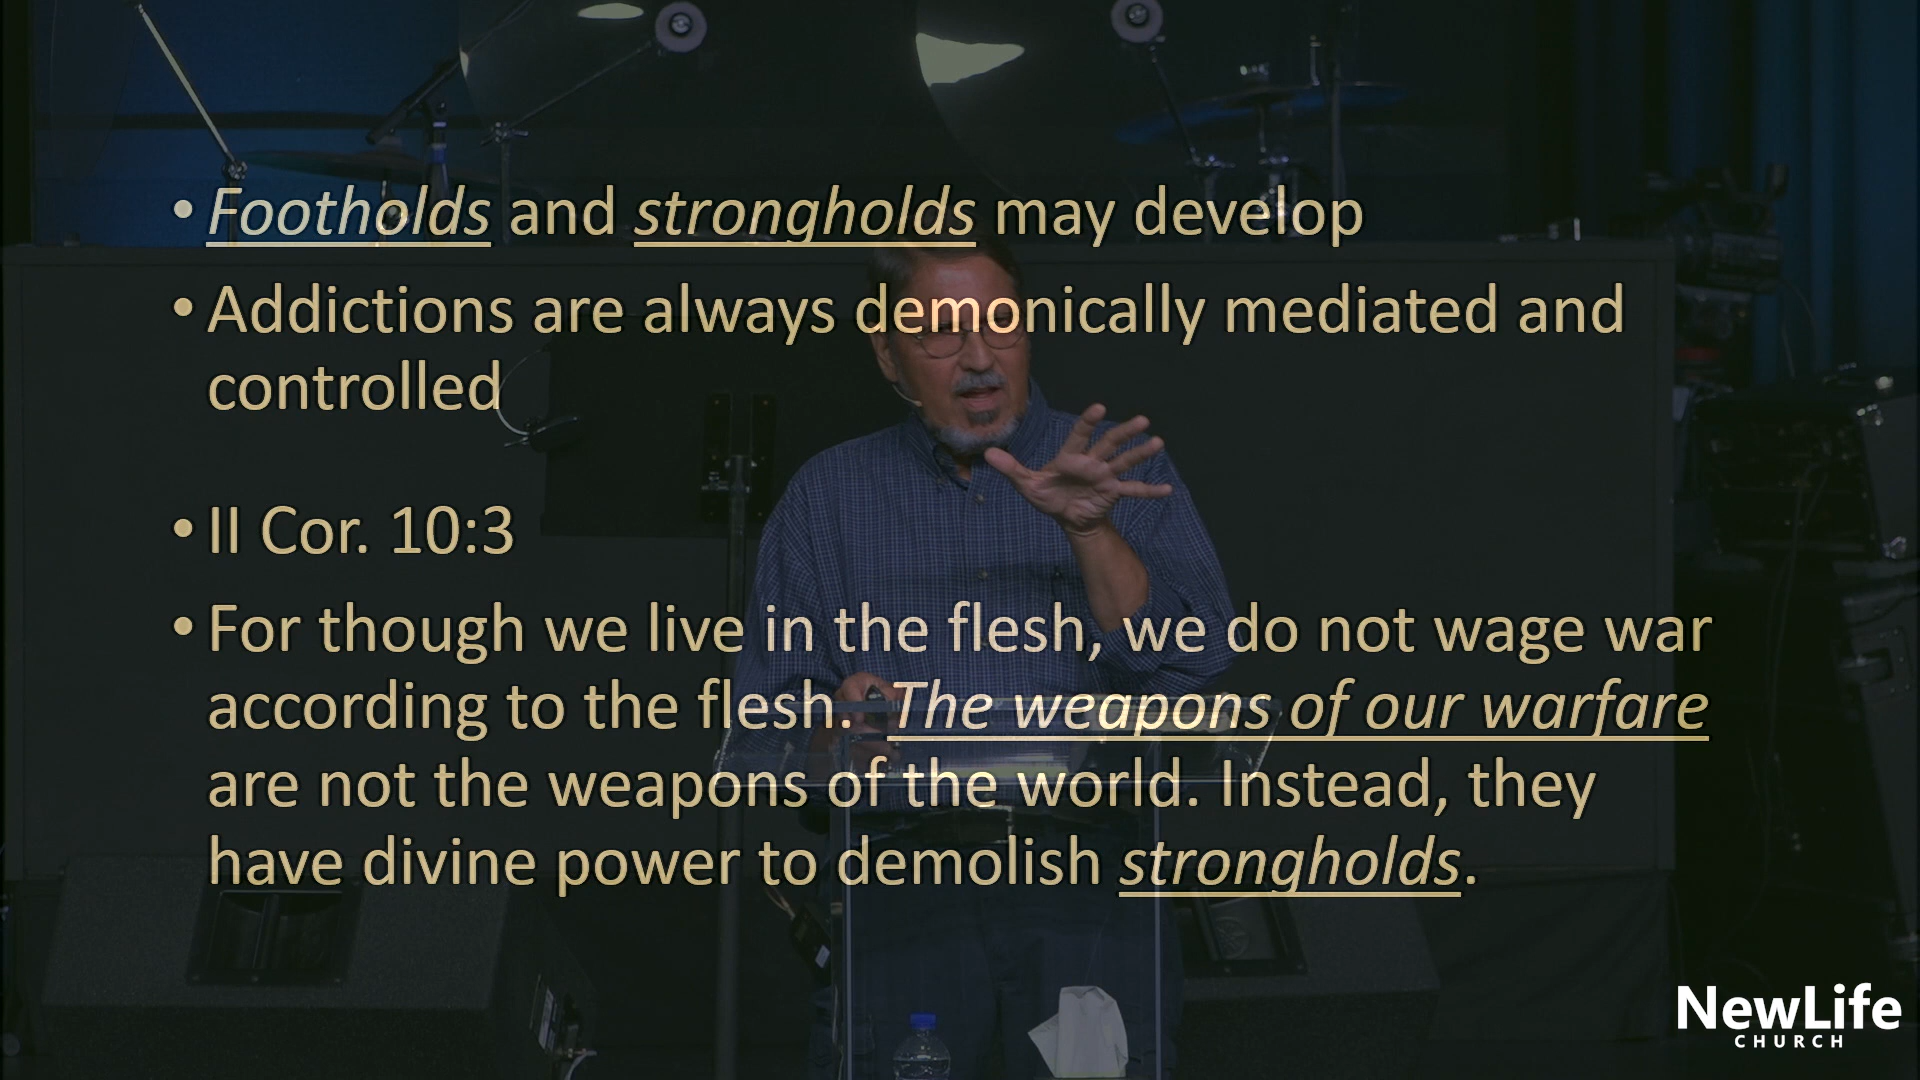 • Footholds and strongholds may develop
• Addictions are always demonically mediated and
controlled
• II Cor. 10:3
• For though we live in the flesh, we do not wage war
according to the flesh. The weapons of our warfare
are not the weapons of the world. Instead, they
have divine power to demolish strongholds.
NewLife
CHURCH